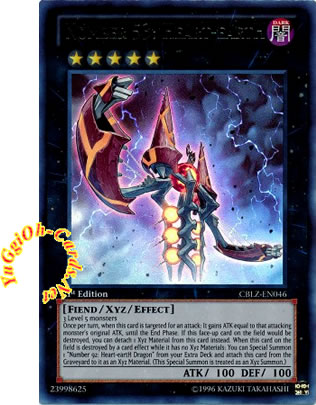 NUMBER 53: HEART-EARTH
YuGgiOh-Cards.Net
1st Edition
CBLZ-EN046
[FIEND/XYZ/EFFECT]
3 Level 5 monsters
Once per turn, when this card is targeted for an attack: It gains ATK equal to that attacking
monster's original ATK, until the End Phase. If this face-up card on the field would be
destroyed, you can detach 1 Xyz Material from this card instead. When this card on the
field is destroyed by a card effect while it has no Xyz Materials: You can Special Summon
1 "Number 92: Heart-eartH Dragon" from your Extra Deck and attach this card from the
Graveyard to it as an Xyz Material. (This Special Summon is treated as an Xyz Summon.)
ATK/ 100 DEF/ 100
23998625
©1996 KAZUKI TAKAHASHI